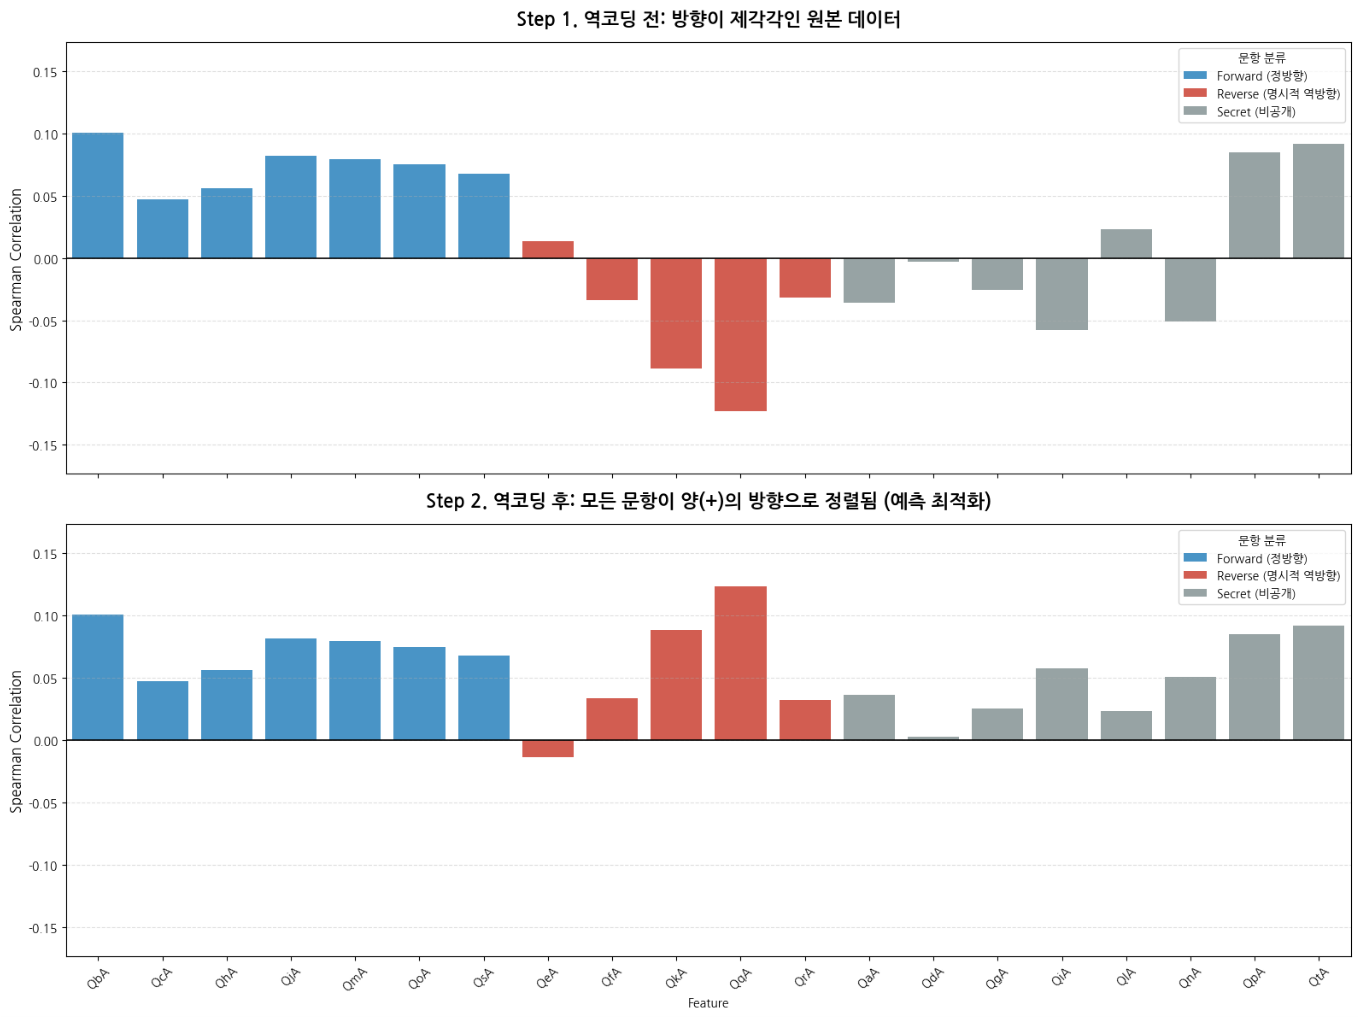 Step 1. 역코딩 전: 방향이 제각각인 원본 데이터
문항 분류
Forward (정방향)
Reverse (명시적 역방향)
Secret (비공개)
0.15
0.10
0.05
0.00
-0.05
-0.10
-0.15
Spearman Correlation
Step 2. 역코딩 후: 모든 문항이 양(+)의 방향으로 정렬됨 (예측 최적화)
문항 분류
Forward (정방향)
Reverse (명시적 역방향)
Secret (비공개)
0.15
0.10
0.05
0.00
-0.05
-0.10
-0.15
Spearman Correlation
QbA QcA QhA QjA QmA QoA QsA QeA QfA QkA QqA QrA QaA QdA QgA QiA QlA QnA QpA QtA
Feature